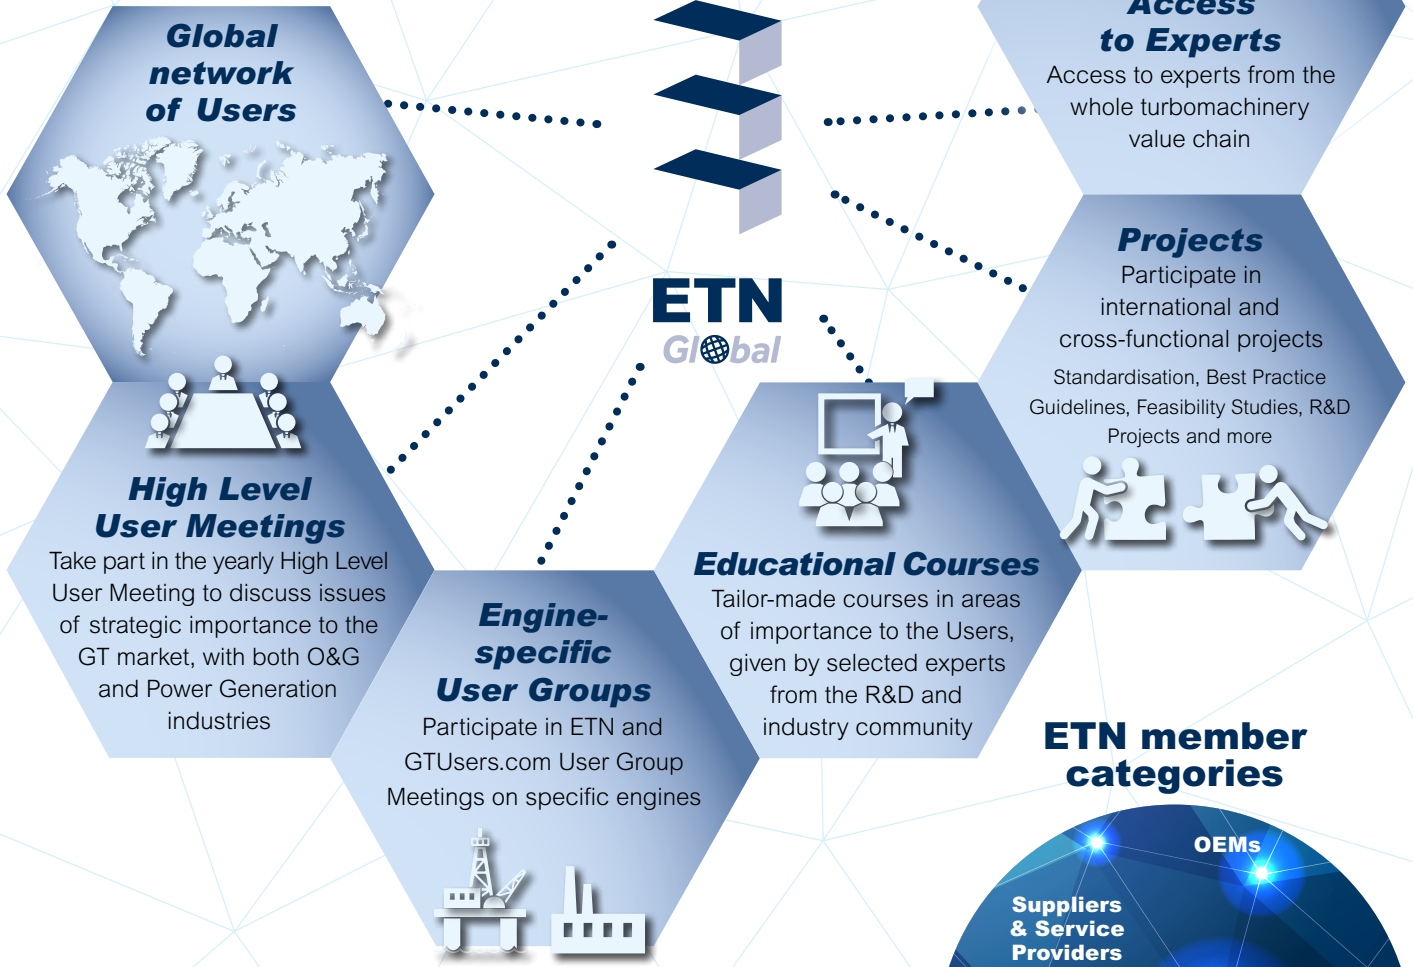 Global
network
of Users
Access
to Experts
Access to experts from the
whole turbomachinery
value chain
Projects
Participate in
international and
cross-functional projects
Standardisation, Best Practice
Guidelines, Feasibility Studies, R&D
Projects and more
ETN
Global
High Level
User Meetings
Take part in the yearly High Level
User Meeting to discuss issues
of strategic importance to the
GT market, with both O&G
and Power Generation
industries
Engine-
specific
User Groups
Participate in ETN and
GTUsers.com User Group
Meetings on specific engines
Educational Courses
Tailor-made courses in areas
of importance to the Users,
given by selected experts
from the R&D and
industry community
ETN member
categories
OEMs
Suppliers
& Service
Providers